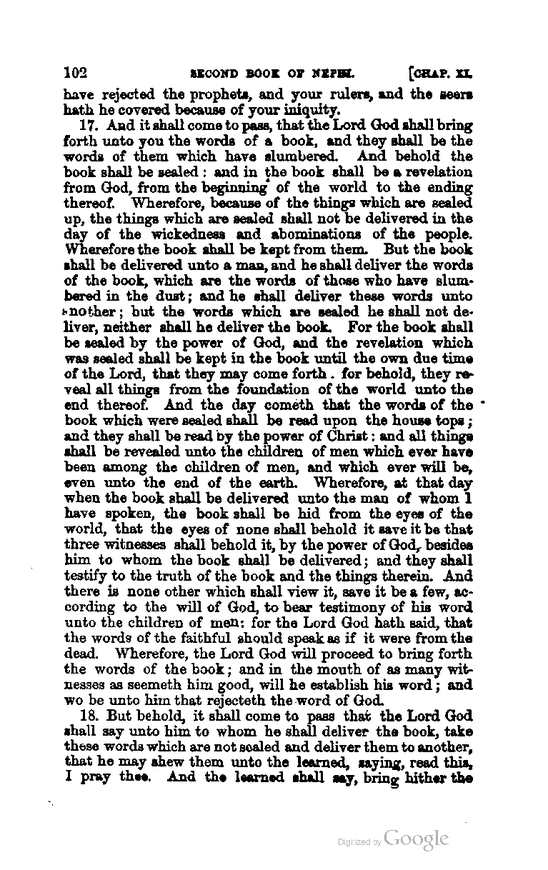 102 SECOND BOOK OF NEPHI. [CHAP. XI.
have rejected the prophets, and your rulers, and the seers
hath he covered because of your iniquity.
17. And it shall come to pass, that the Lord God shall bring
forth unto you the words of a book, and they shall be the
words of them which have slumbered. And behold the
book shall be sealed : and in the book shall be a revelation
from God, from the beginning of the world to the ending
thereof. Wherefore, because of the things which are sealed
up, the things which are sealed shall not be delivered in the
day of the wickedness and abominations of the people.
Wherefore the book shall be kept from them. But the book
shall be delivered unto a man, and he shall deliver the words
of the book, which are the words of those who have slum-
bered in the dust; and he shall deliver these words unto
another; but the words which are sealed he shall not de-
liver, neither shall he deliver the book. For the book shall
be sealed by the power of God, and the revelation which
was sealed shall be kept in the book until the own due time
of the Lord, that they may come forth . for behold, they re-
veal all things from the foundation of the world unto the
end thereof. And the day cometh that the words of the
book which were sealed shall be read upon the house tops ;
and they shall be read by the power of Christ : and all things
shall be revealed unto the children of men which ever have
been among the children of men, and which ever will be,
even unto the end of the earth. Wherefore, at that day
when the book shall be delivered unto the man of whom I
have spoken, the book shall be hid from the eyes of the
world, that the eyes of none shall behold it save it be that
three witnesses shall behold it, by the power of God, besides
him to whom the book shall be delivered; and they shall
testify to the truth of the book and the things therein. And
there is none other which shall view it, save it be a few, ac-
cording to the will of God, to bear testimony of his word
unto the children of men: for the Lord God hath said, that
the words of the faithful should speak as if it were from the
dead. Wherefore, the Lord God will proceed to bring forth
the words of the book; and in the mouth of as many wit-
nesses as seemeth him good, will he establish his word; and
wo be unto him that rejecteth the word of God.
18. But behold, it shall come to pass that the Lord God
shall say unto him to whom he shall deliver the book, take
these words which are not sealed and deliver them to another,
that he may shew them unto the learned, saying, read this,
I pray thee. And the learned shall say, bring hither the
Digitized by Google